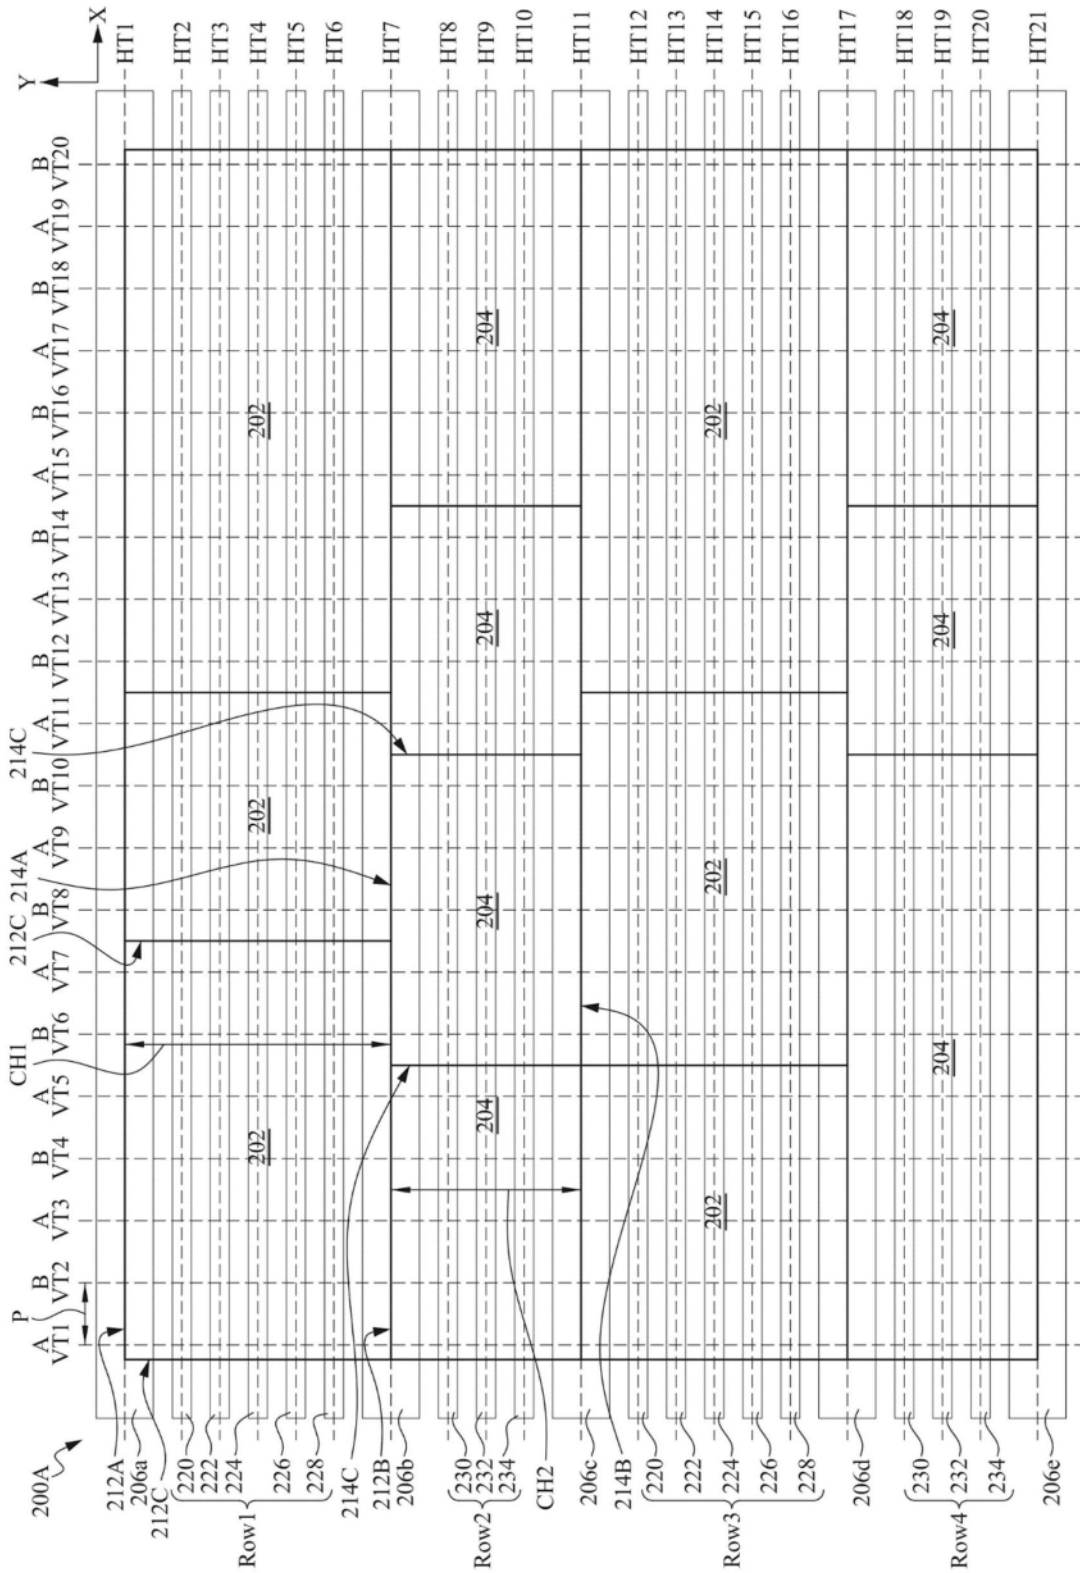 200A
Y
X
P
CH1
212C
214A
214C
A B A B A B A B A B A B A B A B A B A B
VT1 VT2 VT3 VT4 VT5 VT6 VT7 VT8 VT9 VT10 VT11 VT12 VT13 VT14 VT15 VT16 VT17 VT18 VT19 VT20
212A
HT1
206a
212C
Row1
220
HT2
222
HT3
224
202 202 202
HT4
226
HT5
228
HT6
214C
212B
HT7
206b
Row2
230
HT8
232
204 204 204 204
HT9
234
HT10
CH2
206c
HT11
214B
Row3
220
HT12
222
HT13
224
202 202 202
HT14
226
HT15
228
HT16
206d
HT17
Row4
230
HT18
232
204 204 204
HT19
234
HT20
206e
HT21